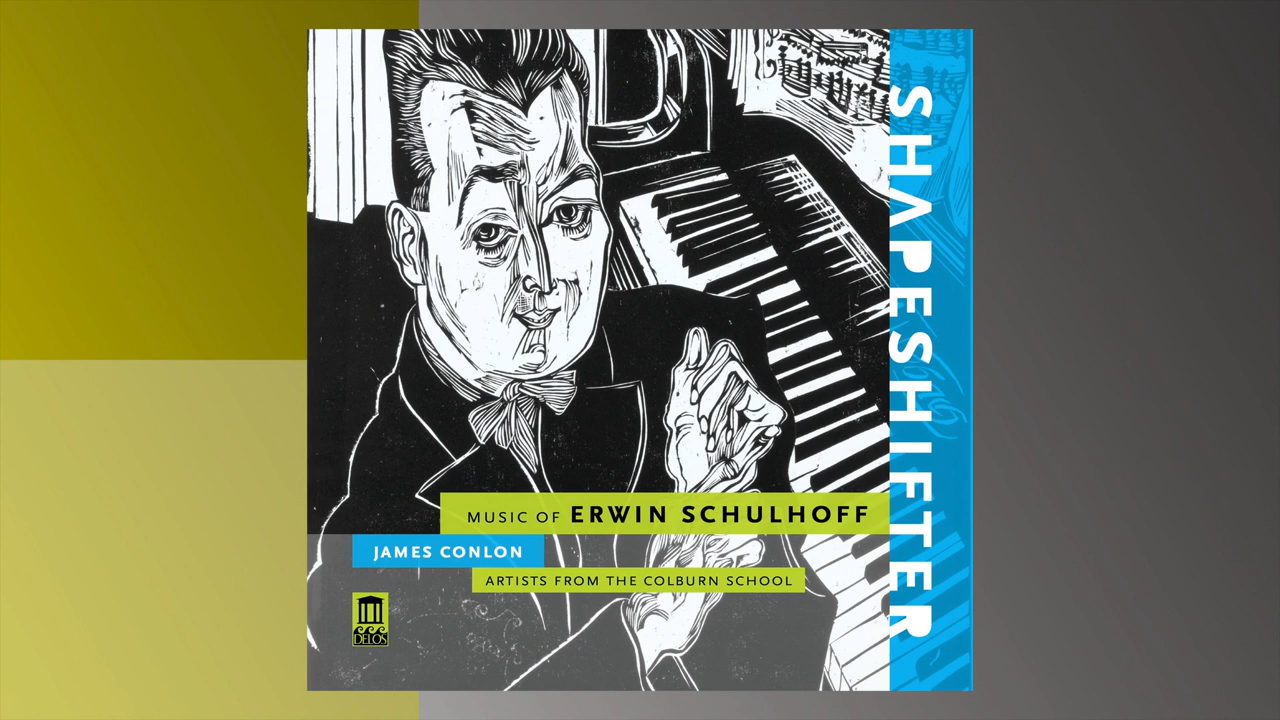 SHAPESHIFTER
MUSIC OF ERWIN SCHULHOFF
JAMES CONLON
ARTISTS FROM THE COLBURN SCHOOL
DELOS